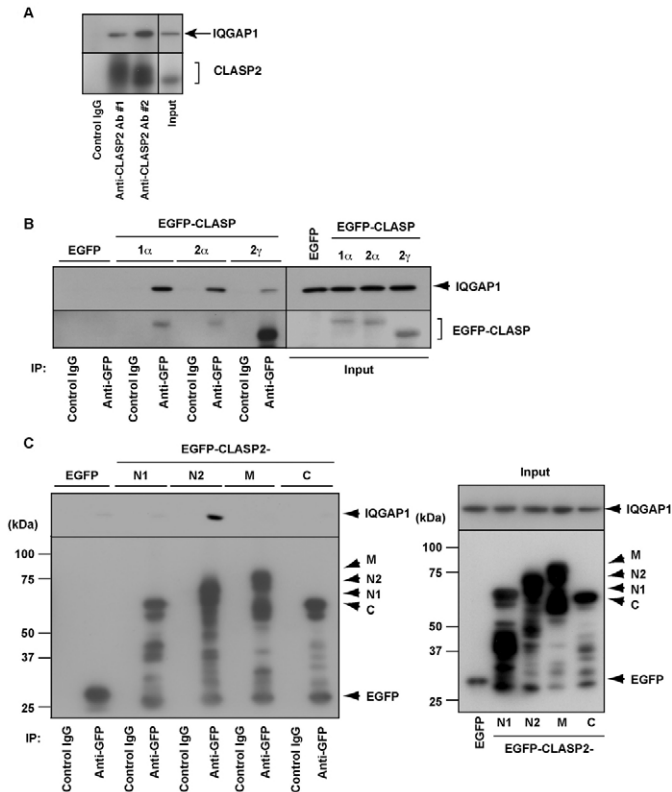 A
IQGAP1
CLASP2
Control IgG
Anti-CLASP2 Ab #1
Anti-CLASP2 Ab #2
Input
B
EGFP-CLASP
EGFP 1α 2α 2γ
EGFP
EGFP-CLASP
1α 2α 2γ
IQGAP1
EGFP-CLASP
IP:
Control IgG
Anti-GFP
Control IgG
Anti-GFP
Control IgG
Anti-GFP
Control IgG
Anti-GFP
Input
C
EGFP-CLASP2-
EGFP N1 N2 M C
IQGAP1
(kDa)
100
75
50
37
25
M
N2
N1
C
EGFP
IP:
Control IgG
Anti-GFP
Control IgG
Anti-GFP
Control IgG
Anti-GFP
Control IgG
Anti-GFP
Control IgG
Anti-GFP
Input
IQGAP1
(kDa)
100
75
50
37
25
M
N2
N1
C
EGFP
EGFP
N1 N2 M C
EGFP-CLASP2-